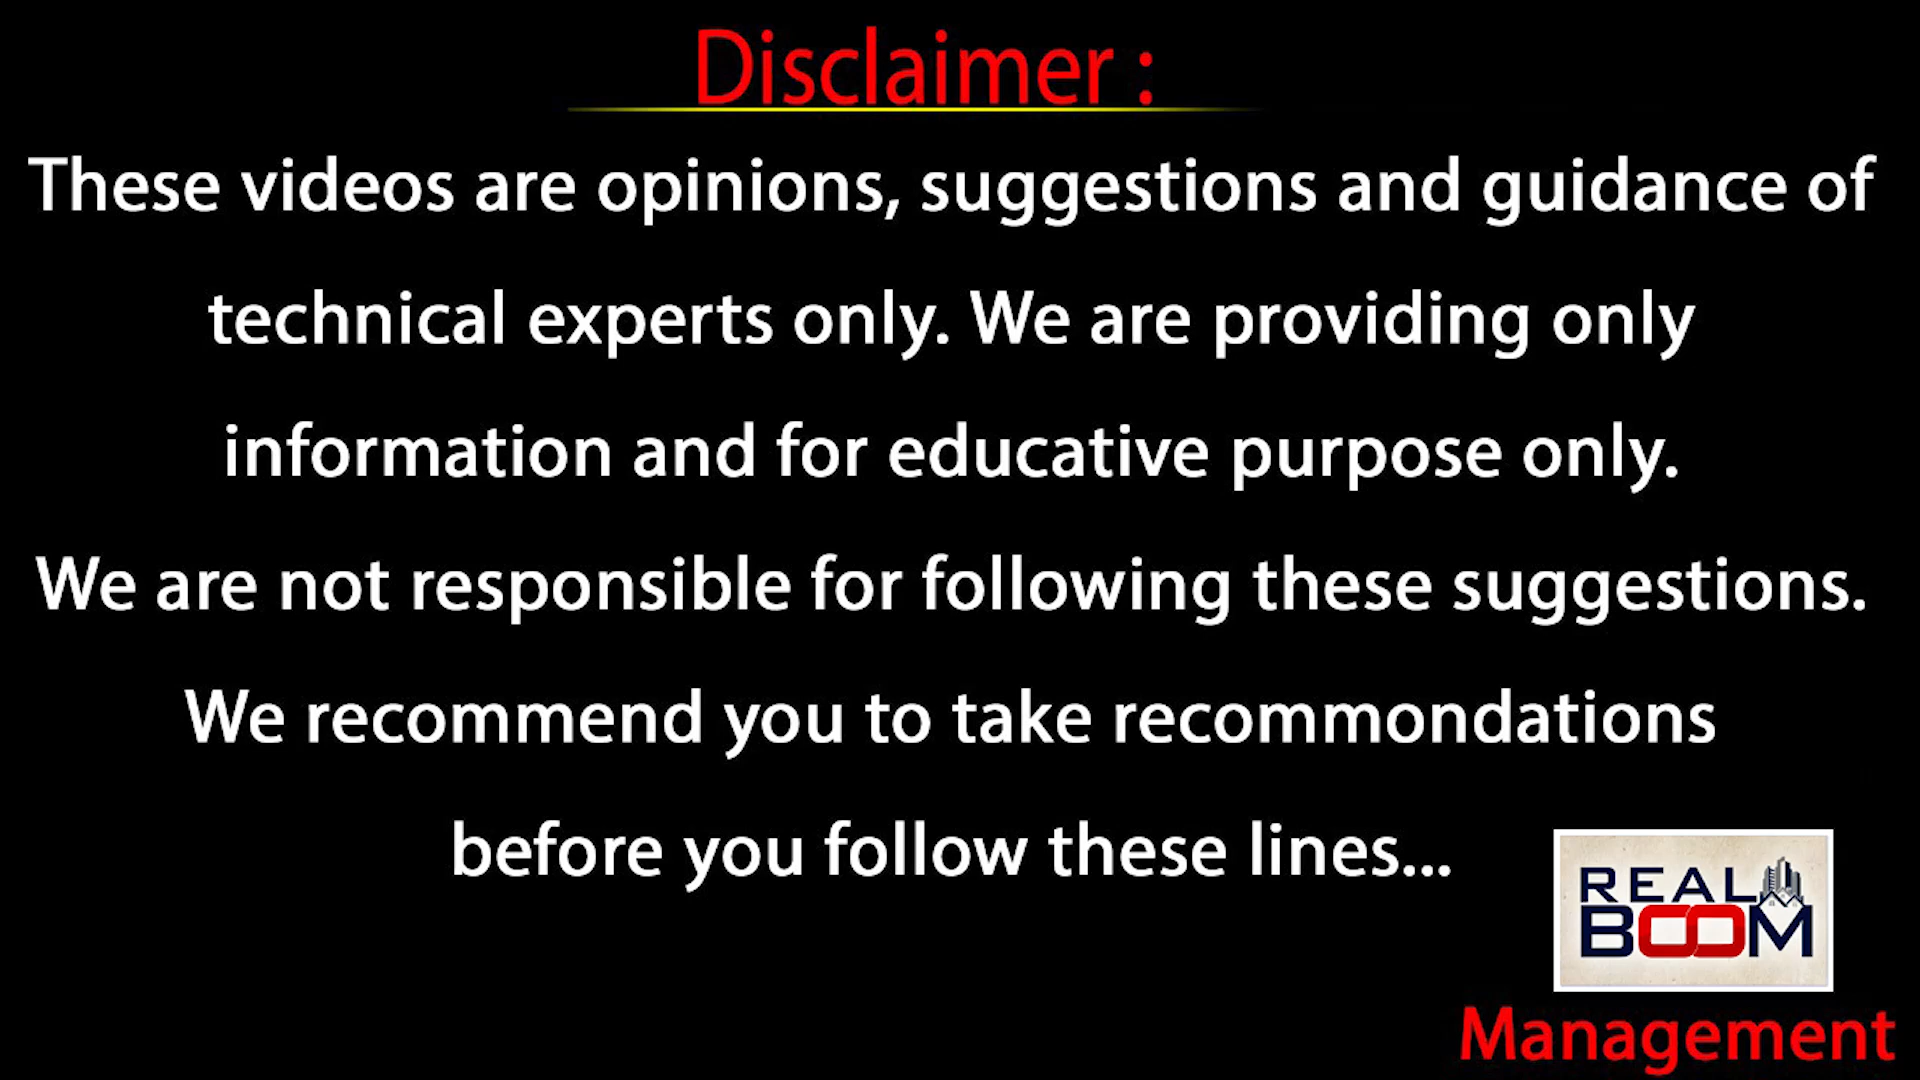 Disclaimer :
These videos are opinions, suggestions and guidance of
technical experts only. We are providing only
information and for educative purpose only.
We are not responsible for following these suggestions.
We recommend you to take recommondations
before you follow these lines...
REAL
BOOM
Management